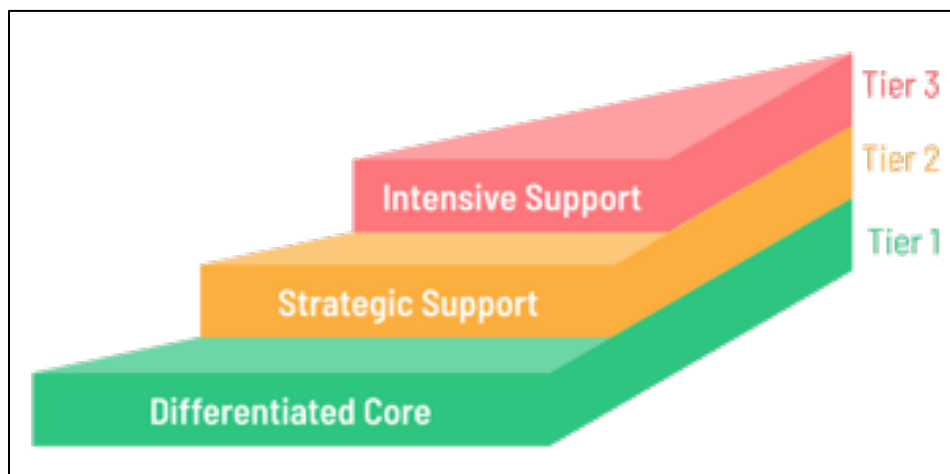 Tier 3
Tier 2
Intensive Support
Tier 1
Strategic Support
Differentiated Core